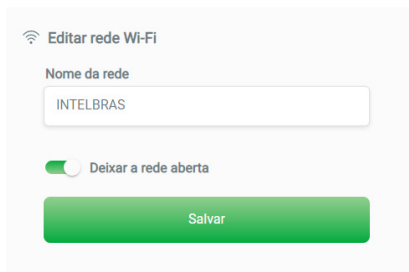 Editar rede Wi-Fi
Nome da rede
INTELBRAS
Deixar a rede aberta
Salvar